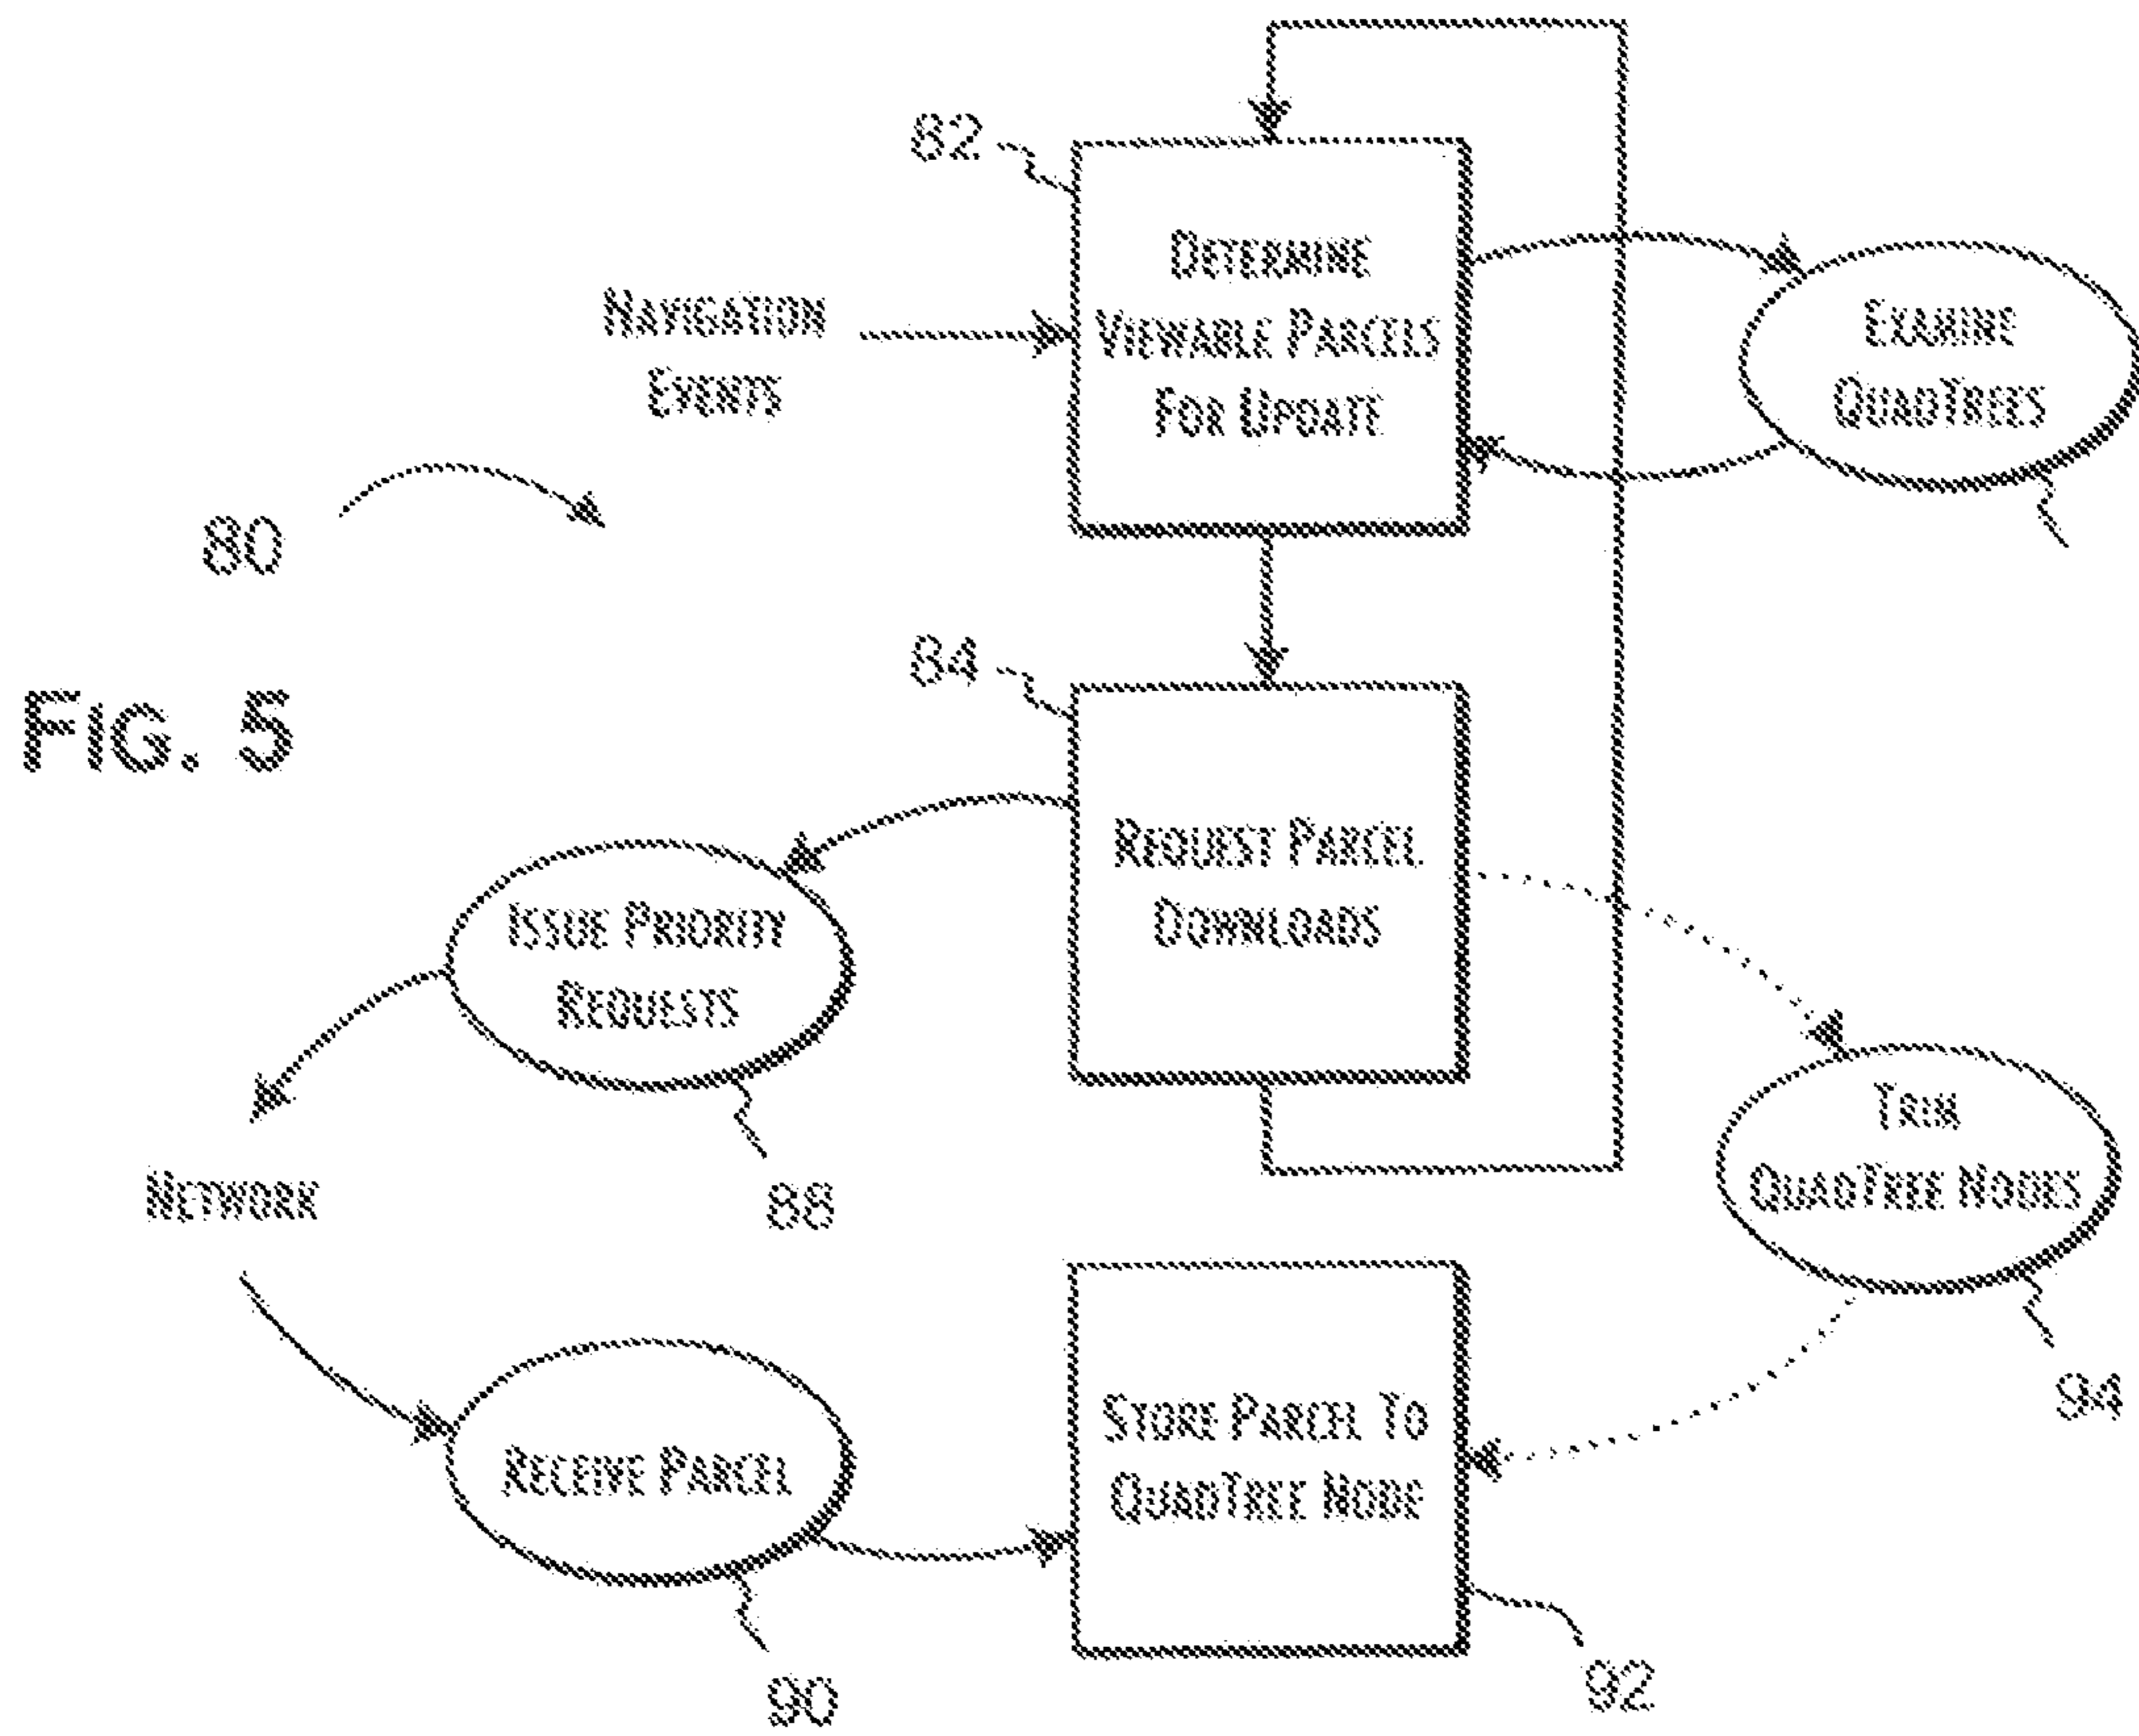 82
DETERMINE
VIEWABLE PARCELS
FOR UPDATE
NAVIGATION
EVENTS
EXAMINE
QUADTREES
80
84
FIG. 5
REQUEST PARCEL
DOWNLOADS
ISSUE PRIORITY
REQUESTS
88
NETWORK
TRIM
QUADTREE NODES
94
RECEIVE PARCEL
90
STORE PARCEL TO
QUADTREE NODE
92